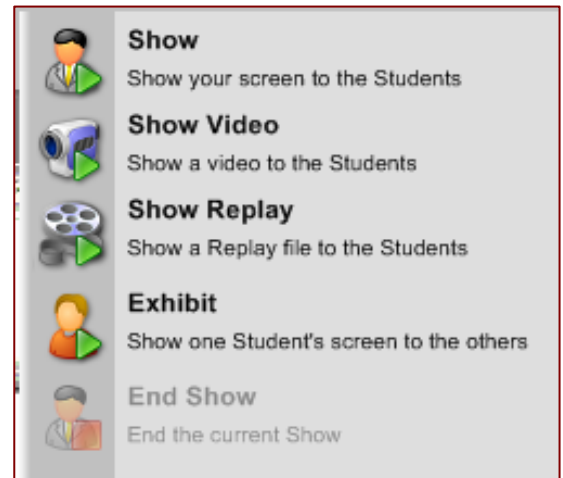 Show
Show your screen to the Students
Show Video
Show a video to the Students
Show Replay
Show a Replay file to the Students
Exhibit
Show one Student's screen to the others
End Show
End the current Show